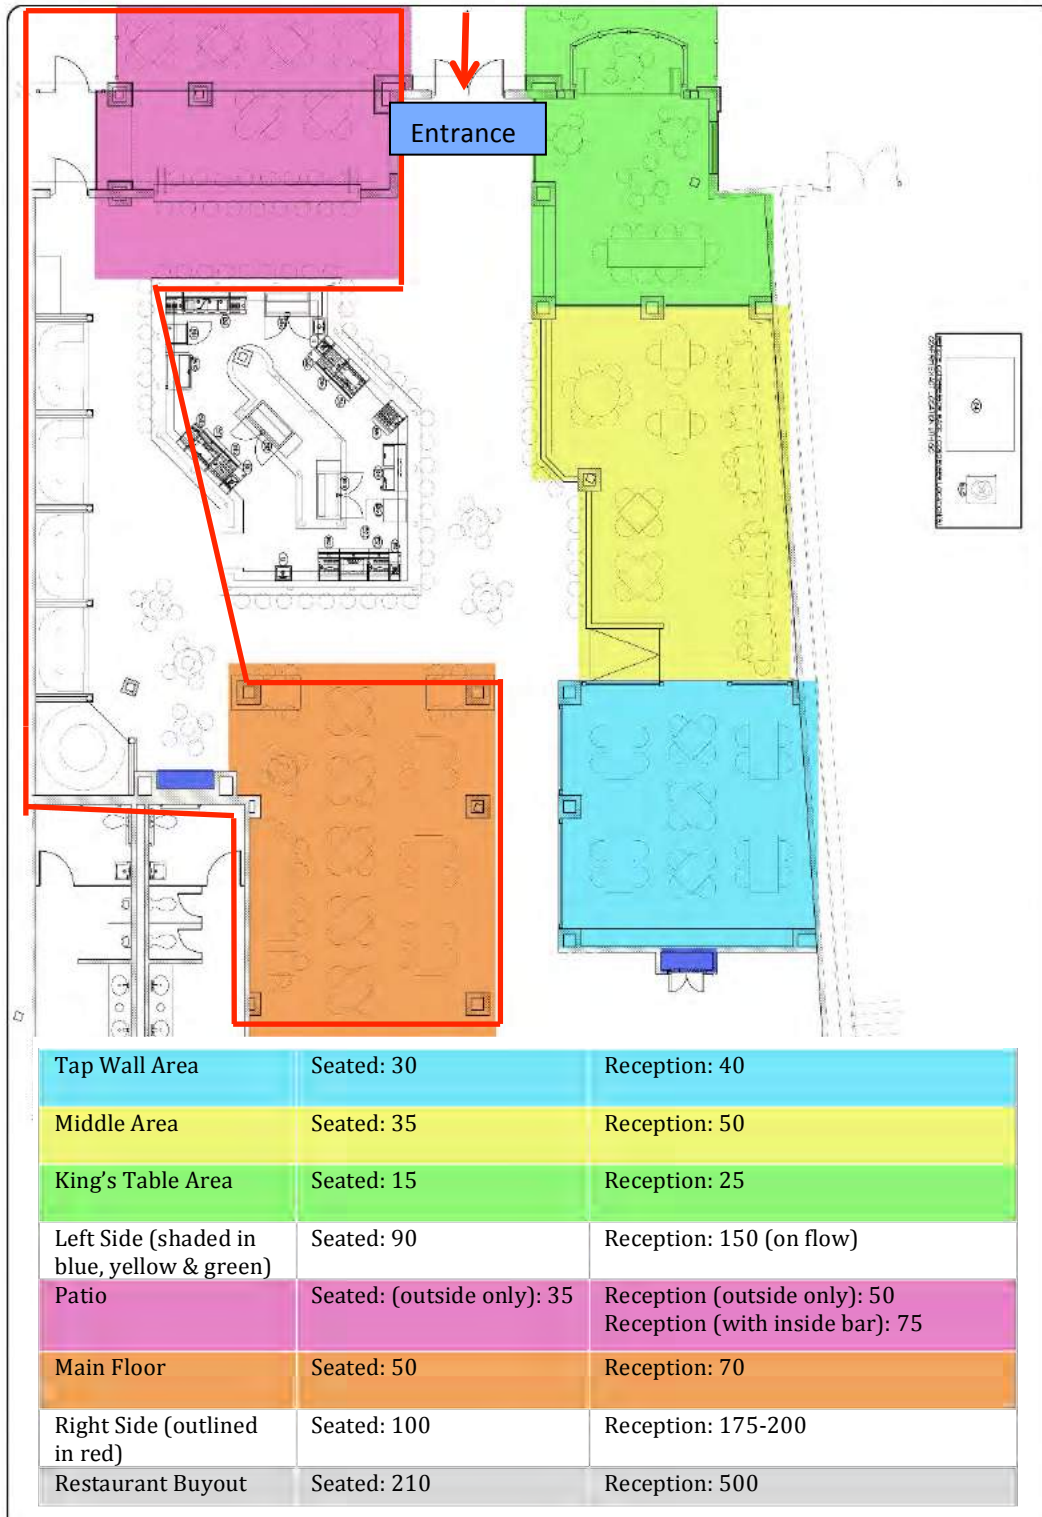 Entrance
Tap Wall Area Seated: 30 Reception: 40
Middle Area Seated: 35 Reception: 50
King's Table Area Seated: 15 Reception: 25
Left Side (shaded in Seated: 90 Reception: 150 (on flow)
blue, yellow & green)
Patio Seated: (outside only): 35 Reception (outside only): 50
Reception (with inside bar): 75
Main Floor Seated: 50 Reception: 70
Right Side (outlined Seated: 100 Reception: 175-200
in red)
Restaurant Buyout Seated: 210 Reception: 500